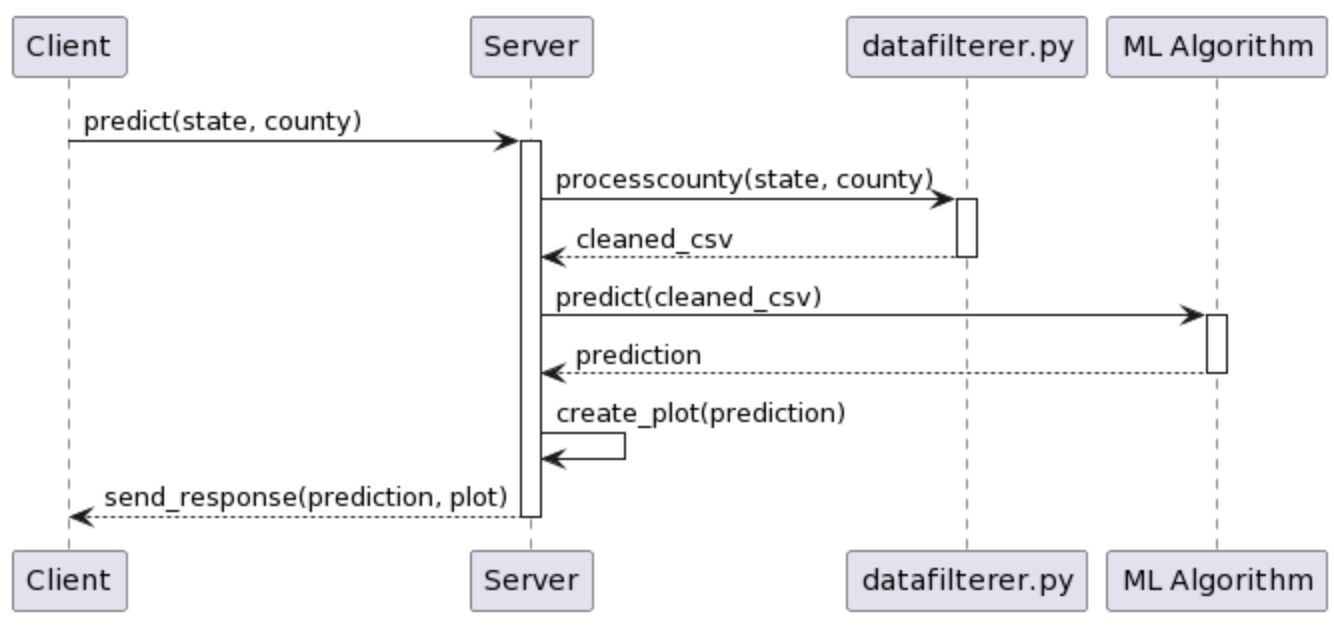 Client
Server
datafilterer.py
ML Algorithm
predict(state, county)
processcounty(state, county)
cleaned_csv
predict(cleaned_csv)
prediction
create_plot(prediction)
send_response(prediction, plot)
Client
Server
datafilterer.py
ML Algorithm